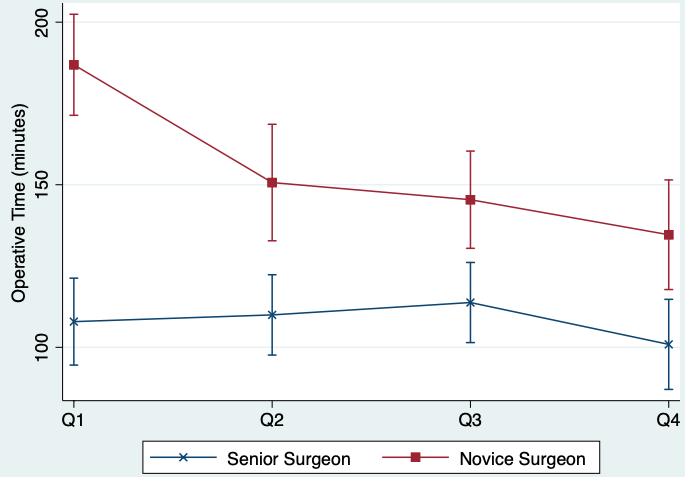 200
150
100
Operative Time (minutes)
Q1 Q2 Q3 Q4
Senior Surgeon Novice Surgeon